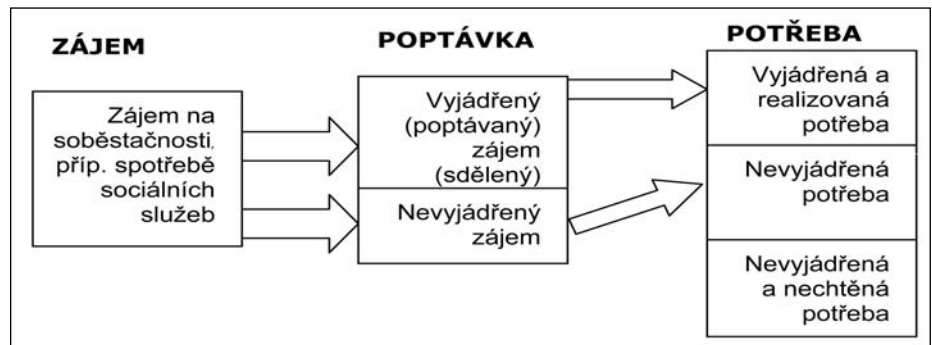 ZÁJEM
Zájem na
soběstačnosti,
příp. spotřebě
sociálních
služeb
POPTÁVKA
Vyjádřený
(poptávaný)
zájem
(sdělený)
Nevyjádřený
zájem
POTŘEBA
Vyjádřená a
realizovaná
potřeba
Nevyjádřená
potřeba
Nevyjádřená
a nechtěná
potřeba